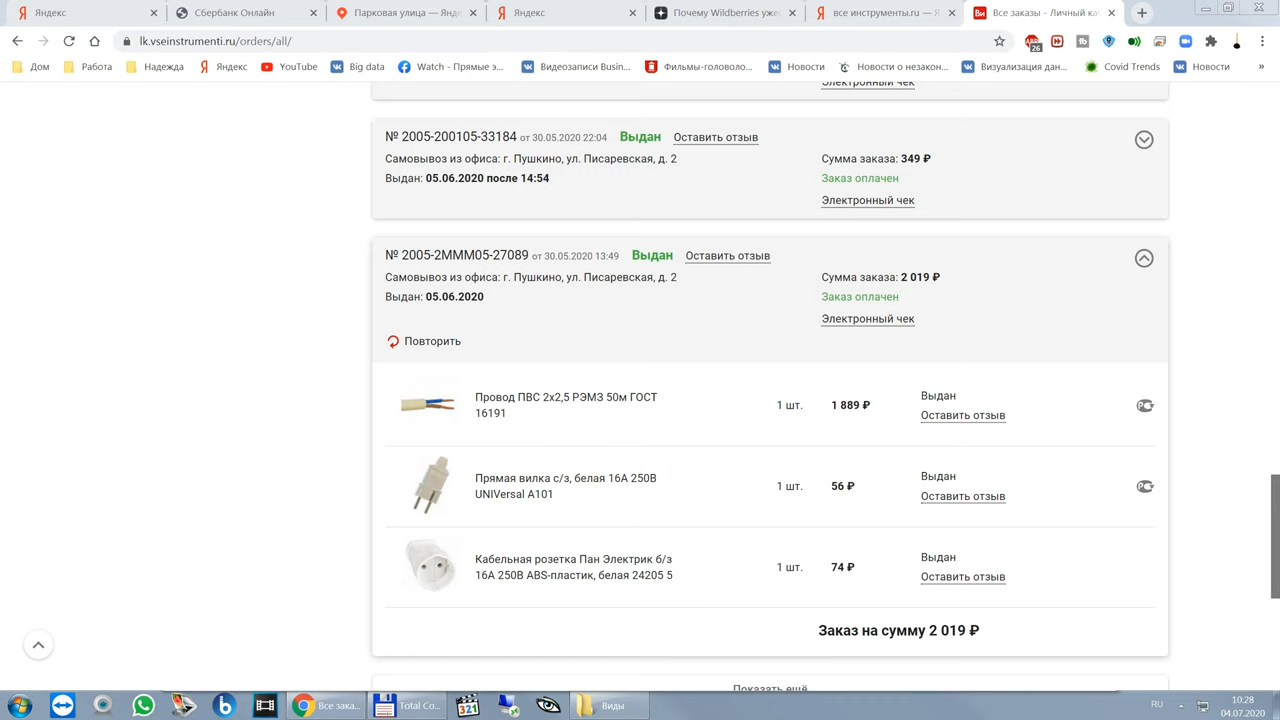 Яндекс
Сбербанк Онлайн
Парковая улица — Янде
Яндекс
Почему Wildberries уже
все инструменты.ru — Я
Все заказы - Личный ка
lk.vseinstrumenti.ru/orders/all/
26
Дом
Работа
Надежда
Яндекс
YouTube
Big data
Watch - Прямые э...
Видеозаписи Busin...
Фильмы-головоло...
Новости
Новости о незакон...
Визуализация дан...
Covid Trends
Новости
»
Электронный чек
№ 2005-200105-33184 от 30.05.2020 22:04 Выдан Оставить отзыв
Самовывоз из офиса: г. Пушкино, ул. Писаревская, д. 2
Сумма заказа: 349 ₽
Выдан: 05.06.2020 после 14:54
Заказ оплачен
Электронный чек
№ 2005-2МММ05-27089 от 30.05.2020 13:49 Выдан Оставить отзыв
Самовывоз из офиса: г. Пушкино, ул. Писаревская, д. 2
Сумма заказа: 2 019 ₽
Выдан: 05.06.2020
Заказ оплачен
Электронный чек
Повторить
Провод ПВС 2х2,5 РЭМЗ 50м ГОСТ
16191
1 шт.
1 889 ₽
Выдан
Оставить отзыв
Прямая вилка с/з, белая 16А 250В
UNIVersal А101
1 шт.
56 ₽
Выдан
Оставить отзыв
Кабельная розетка Пан Электрик б/з
16А 250В ABS-пластик, белая 24205 5
1 шт.
74 ₽
Выдан
Оставить отзыв
Заказ на сумму 2 019 ₽
Показать ещё
Все зака...
Total Co...
321
Виды
RU
10:28
04.07.2020